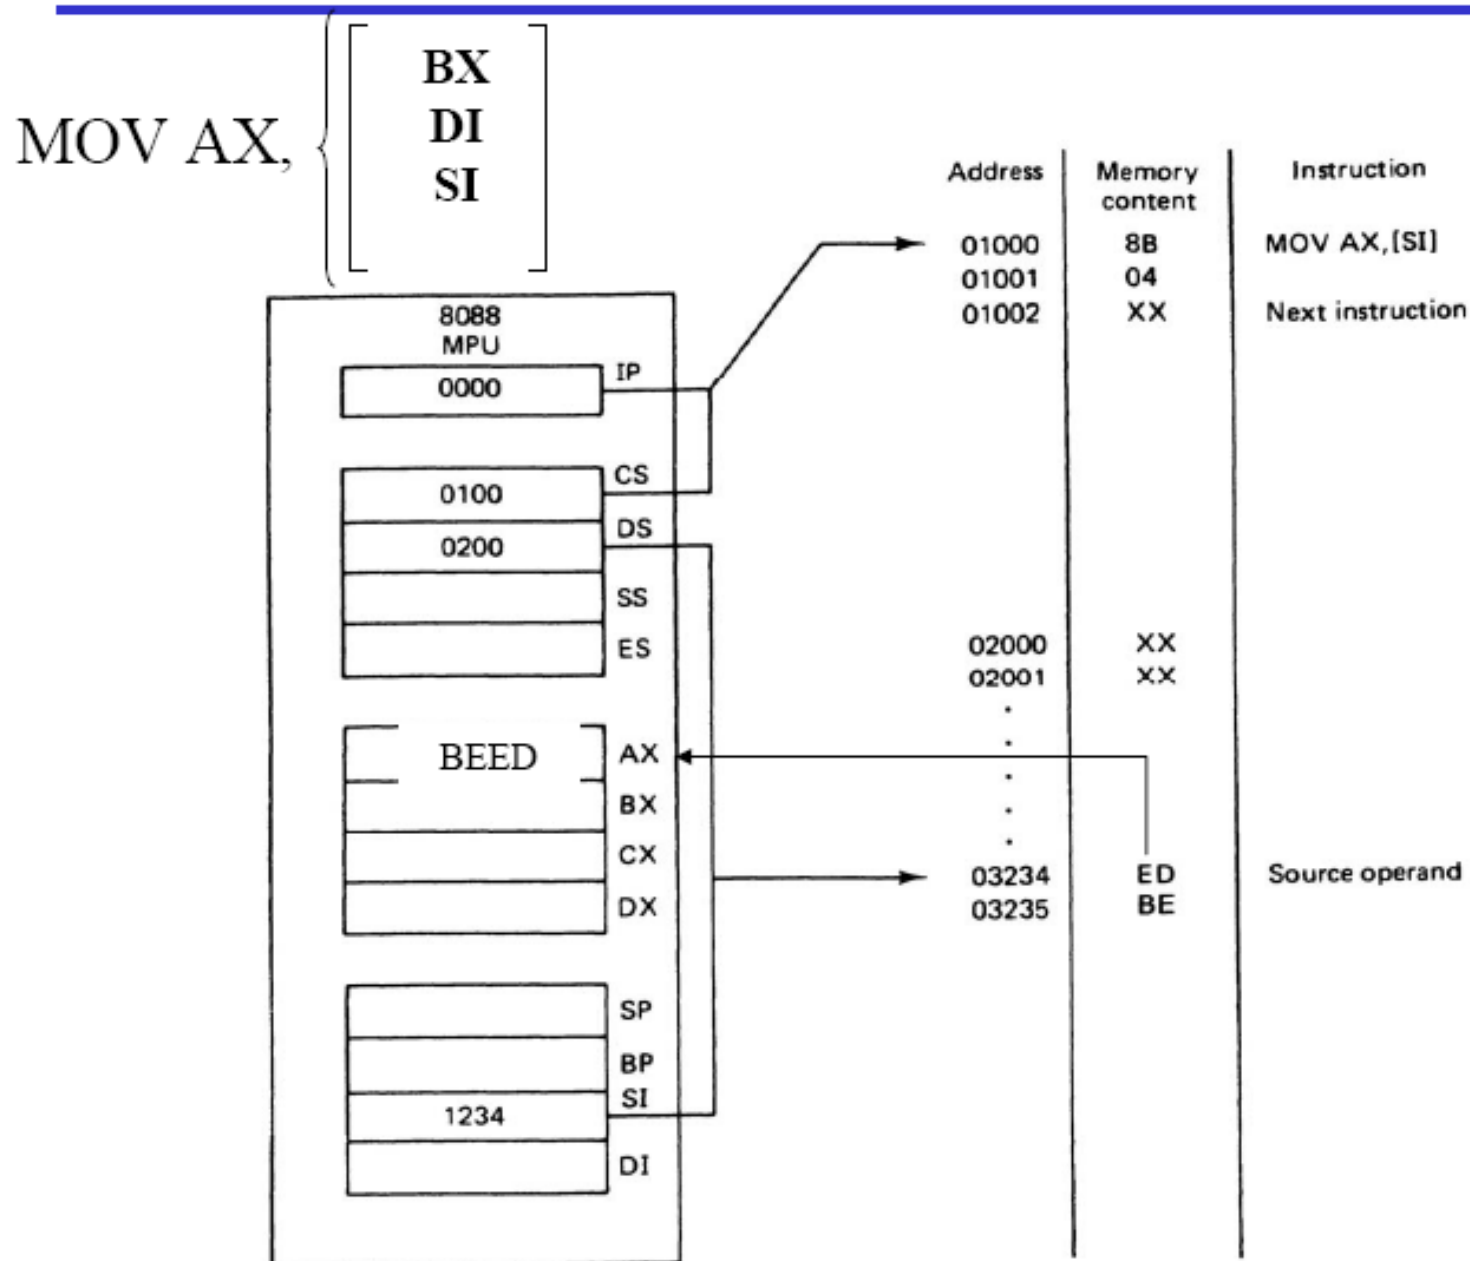 MOV AX,
BX
DI
SI
8088
MPU
0000 IP
0100 CS
0200 DS
SS
ES
BEED AX
BX
CX
DX
SP
BP
1234 SI
DI
Address Memory content Instruction
01000 8B MOV AX,[SI]
01001 04
01002 XX Next instruction
02000 XX
02001 XX
03234 ED Source operand
03235 BE